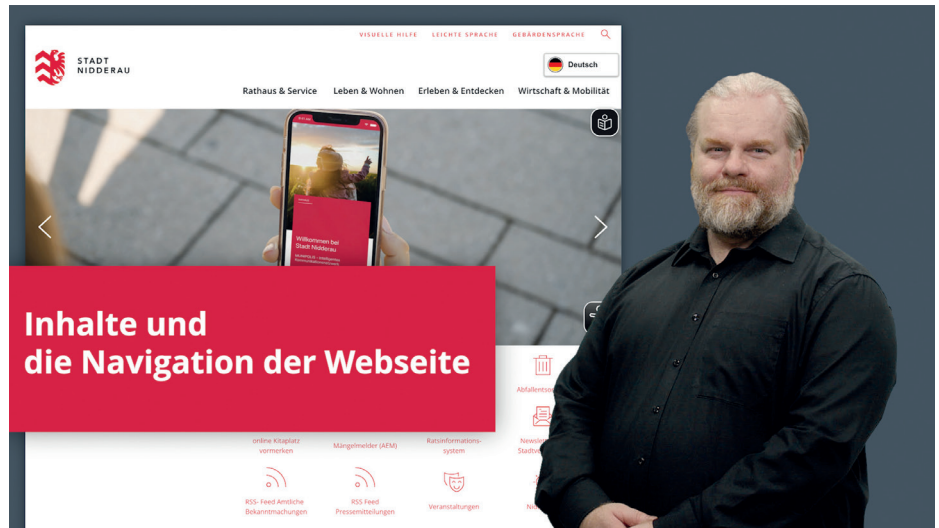 VISUELLE HILFE LEICHTE SPRACHE GEBÄRDENSPRACHE
STADT
NIDDERAU
Deutsch
Rathaus & Service Leben & Wohnen Erleben & Entdecken Wirtschaft & Mobilität
Willkommen bei
Stadt Nidderau
Inhalte und
die Navigation der Webseite
online Kitaplatz
vormerken
Mängelmelder (AEM)
Ratsinformations-
system
RSS- Feed Amtliche
Bekanntmachungen
RSS Feed
Pressemitteilungen
Veranstaltungen